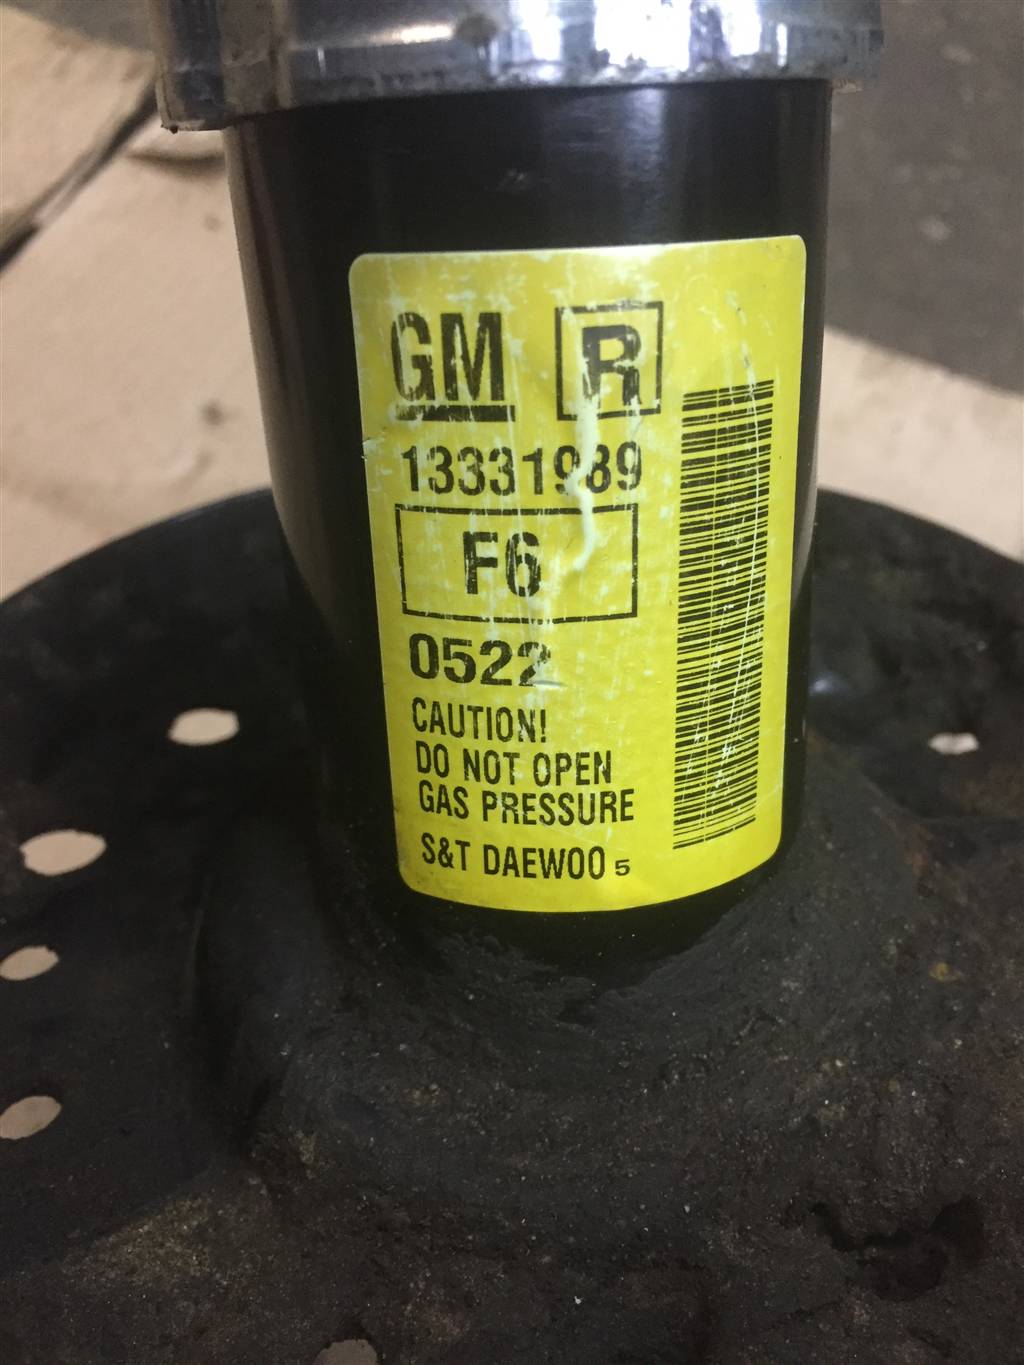 GM R
13331989
F6
0522
CAUTION!
DO NOT OPEN
GAS PRESSURE
S&T DAEWOO 5